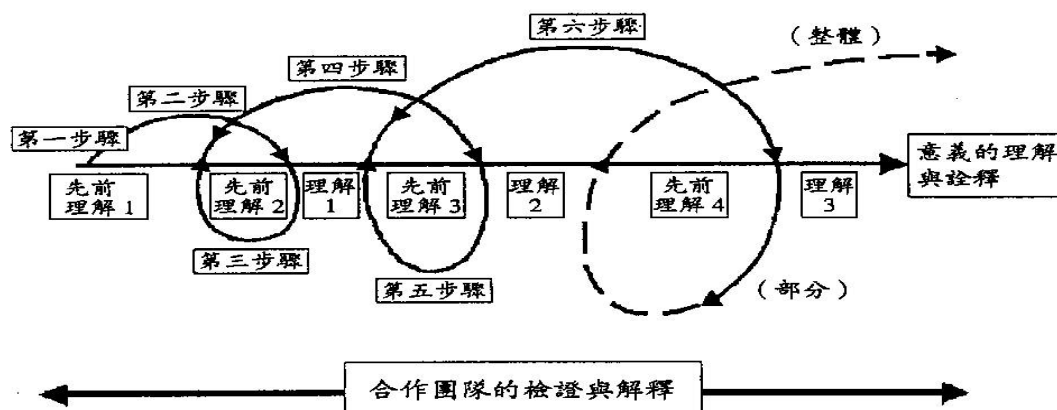 第六步驟
（整體）
第四步驟
第二步驟
第一步驟
先前
理解1
先前
理解2
理解
1
先前
理解3
理解
2
先前
理解4
理解
3
意義的理解
與詮釋
第三步驟
第五步驟
（部分）
合作團隊的檢證與解釋